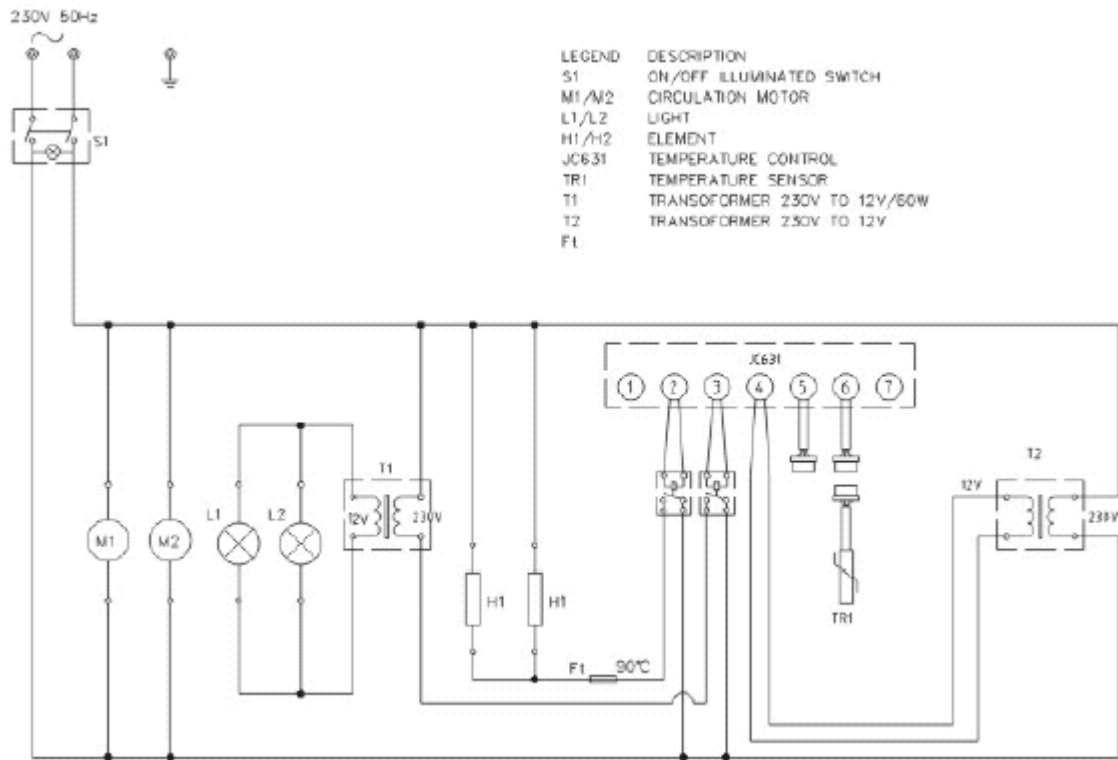 230V 50Hz
LEGEND DESCRIPTION
S1 ON/OFF ILLUMINATED SWITCH
M1/M2 CIRCULATION MOTOR
L1/L2 LIGHT
H1/H2 ELEMENT
JC631 TEMPERATURE CONTROL
TR1 TEMPERATURE SENSOR
T1 TRANSOFORMER 230V TO 12V/60W
T2 TRANSOFORMER 230V TO 12V
Ft
S1
JC631
1 2 3 4 5 6 7
T1
T2
12V
230V
L1
L2
12V
230V
M1
M2
H1
H1
TR1
Ft
90°C